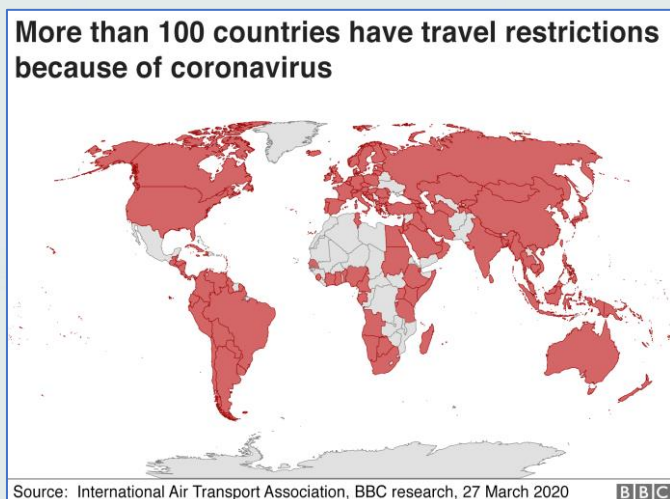 More than 100 countries have travel restrictions
because of coronavirus
Source: International Air Transport Association, BBC research, 27 March 2020
BBC